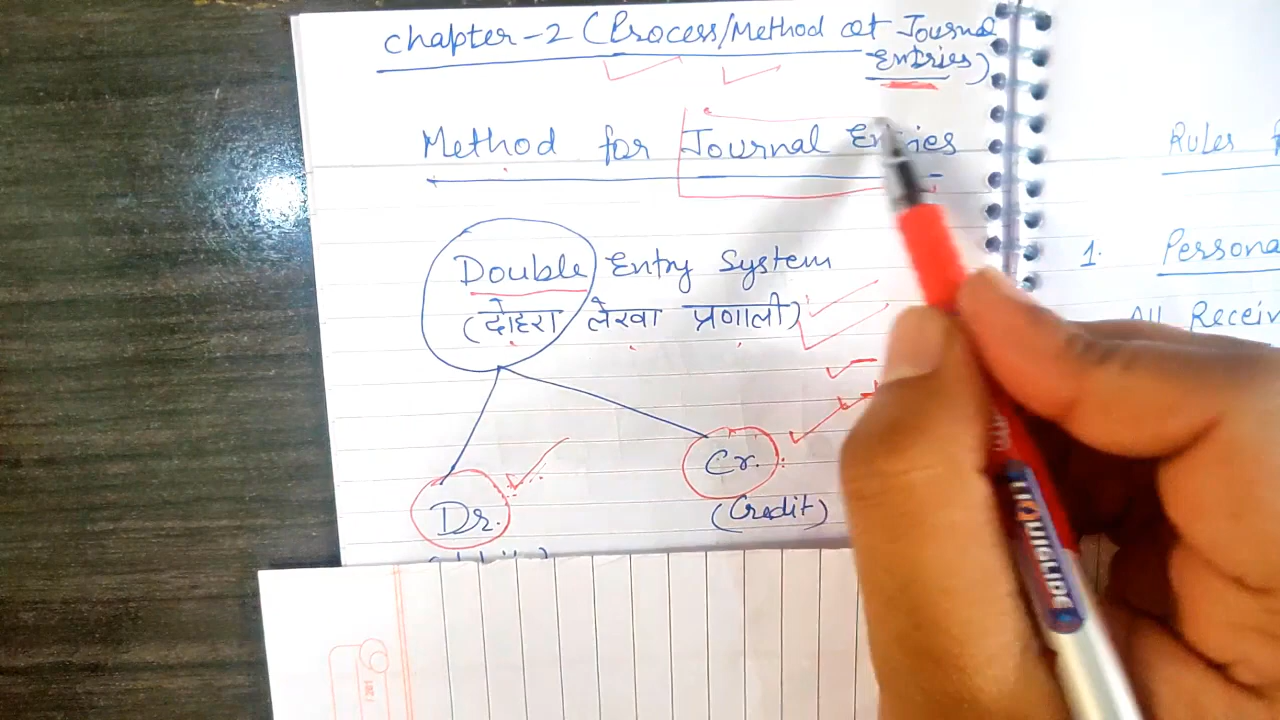 chapter-2 (Process/Method of Journal
Entries)
Method for Journal Entries
Double Entry System
(दोहरा लेखा प्रणाली)
Dr.
Cr.
(Credit)
Rules
1. Persona
All Receiv